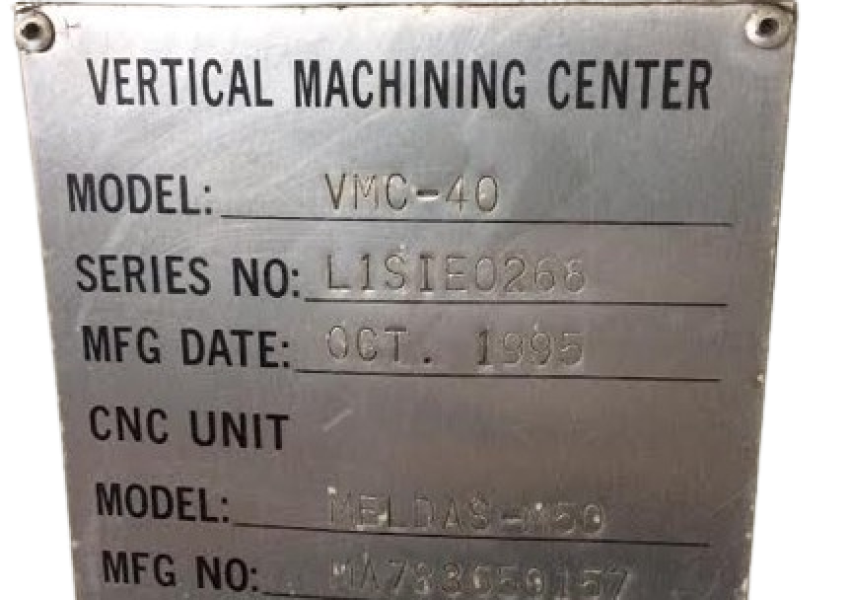 VERTICAL MACHINING CENTER
MODEL: VMC-40
SERIES NO: L1SIE0268
MFG DATE: OCT. 1995
CNC UNIT
MODEL: MELDAS-M50
MFG NO: